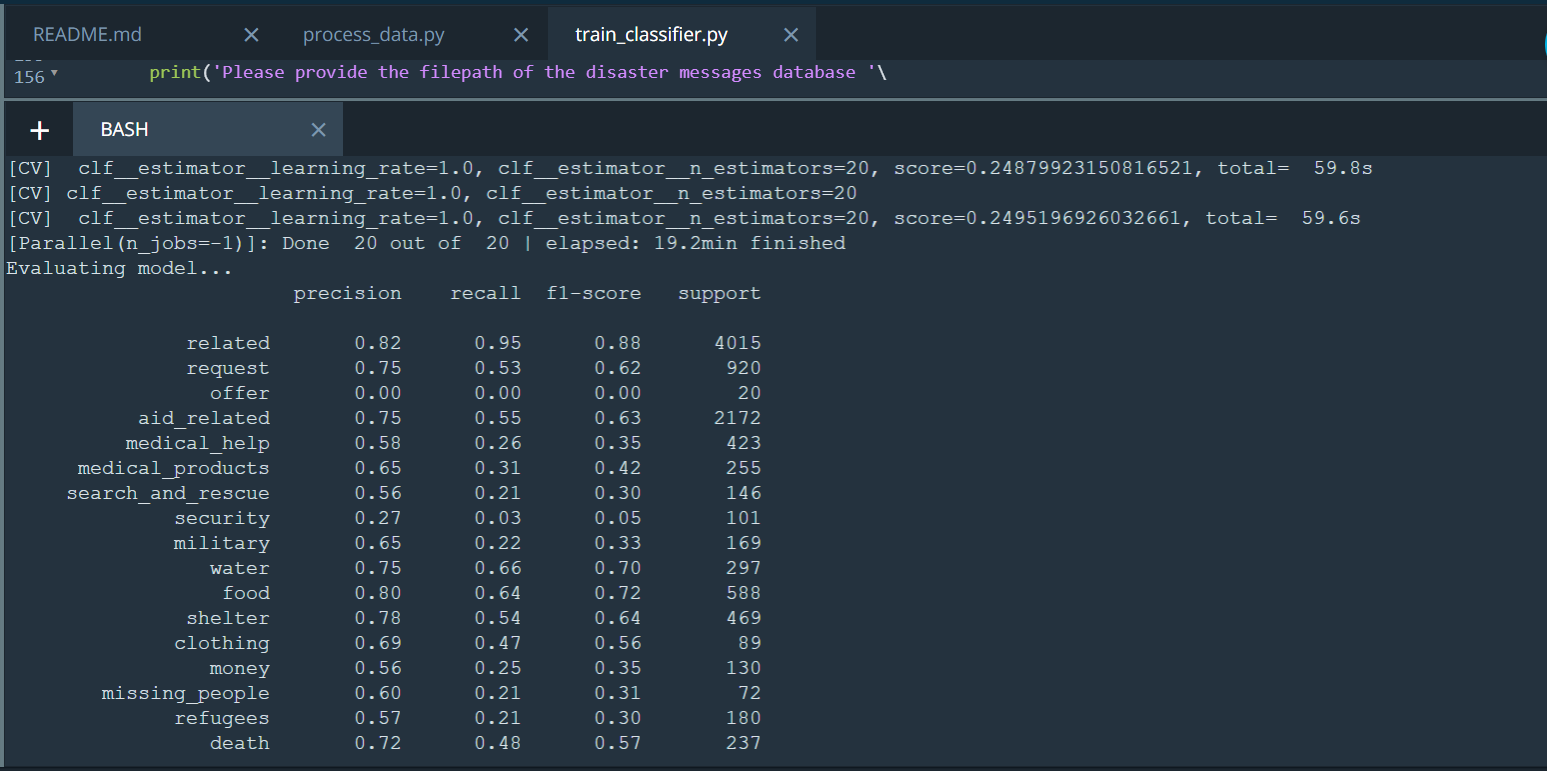 README.md × process_data.py × train_classifier.py ×
156 print('Please provide the filepath of the disaster messages database '\
+ BASH ×
[CV]  clf__estimator__learning_rate=1.0, clf__estimator__n_estimators=20, score=0.24879923150816521, total=  59.8s
[CV] clf__estimator__learning_rate=1.0, clf__estimator__n_estimators=20
[CV]  clf__estimator__learning_rate=1.0, clf__estimator__n_estimators=20, score=0.2495196926032661, total=  59.6s
[Parallel(n_jobs=-1)]: Done  20 out of  20 | elapsed: 19.2min finished
Evaluating model...
precision recall f1-score support
related 0.82 0.95 0.88 4015
request 0.75 0.53 0.62 920
offer 0.00 0.00 0.00 20
aid_related 0.75 0.55 0.63 2172
medical_help 0.58 0.26 0.35 423
medical_products 0.65 0.31 0.42 255
search_and_rescue 0.56 0.21 0.30 146
security 0.27 0.03 0.05 101
military 0.65 0.22 0.33 169
water 0.75 0.66 0.70 297
food 0.80 0.64 0.72 588
shelter 0.78 0.54 0.64 469
clothing 0.69 0.47 0.56 89
money 0.56 0.25 0.35 130
missing_people 0.60 0.21 0.31 72
refugees 0.57 0.21 0.30 180
death 0.72 0.48 0.57 237